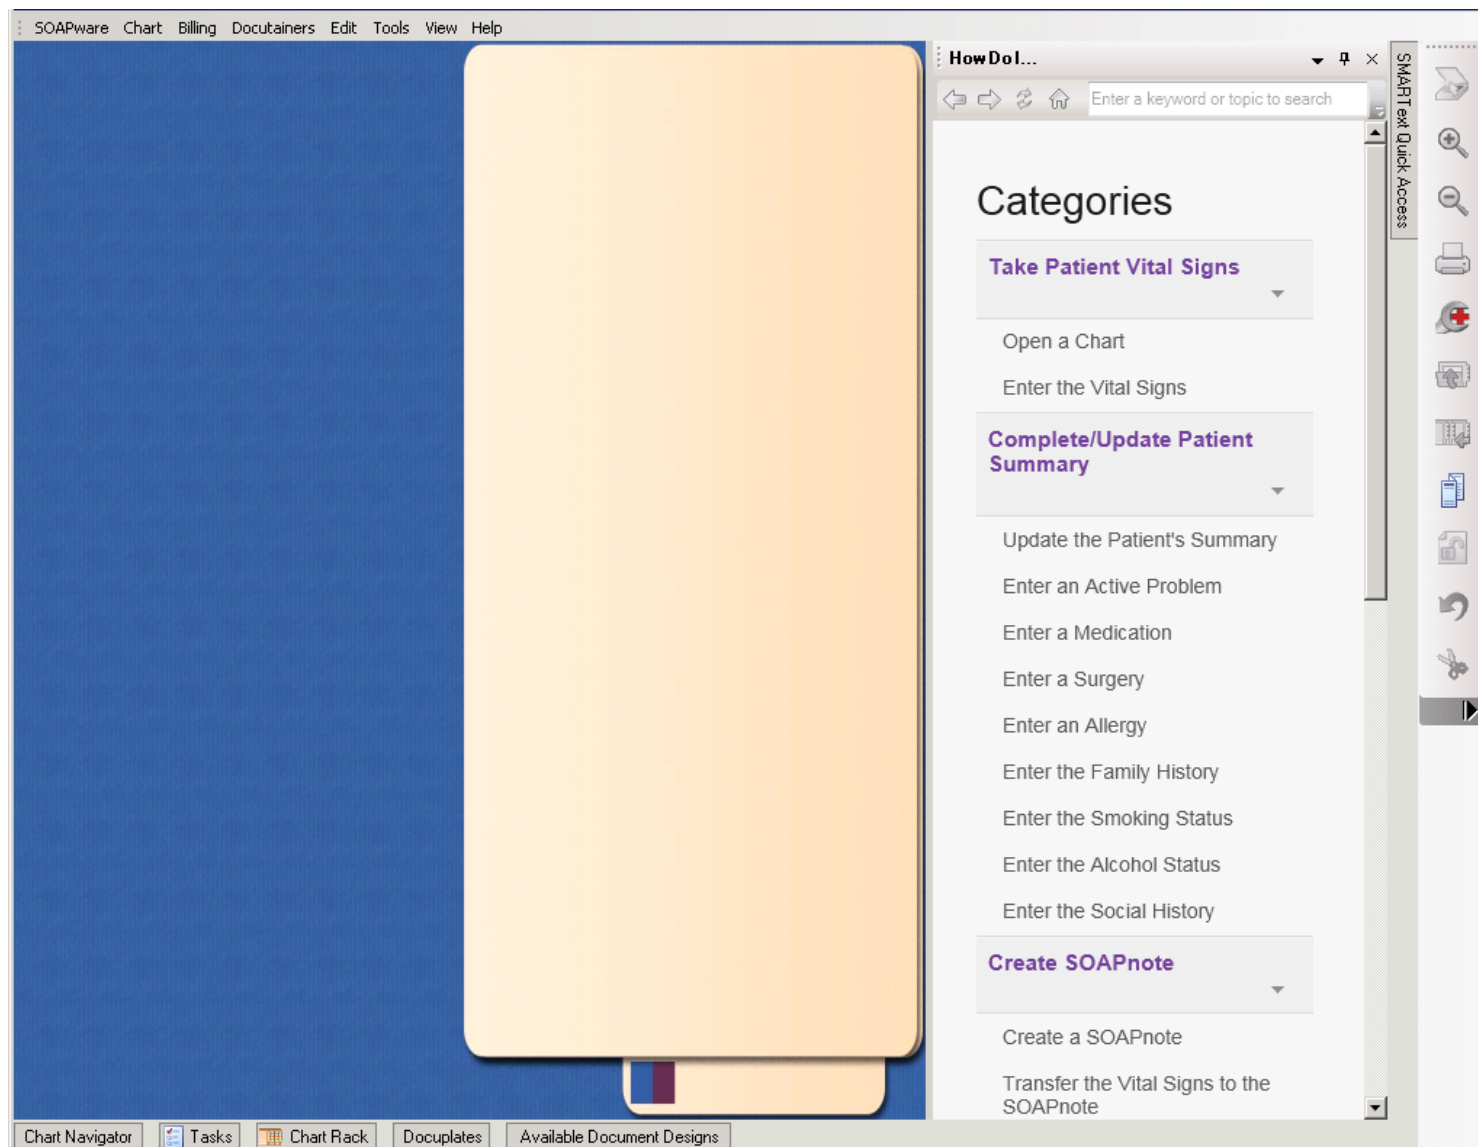 SOAPware Chart Billing Docutainers Edit Tools View Help
How Do I...
Enter a keyword or topic to search
SMARText Quick Access
Categories
Take Patient Vital Signs
Open a Chart
Enter the Vital Signs
Complete/Update Patient
Summary
Update the Patient's Summary
Enter an Active Problem
Enter a Medication
Enter a Surgery
Enter an Allergy
Enter the Family History
Enter the Smoking Status
Enter the Alcohol Status
Enter the Social History
Create SOAPnote
Create a SOAPnote
Transfer the Vital Signs to the
SOAPnote
Chart Navigator Tasks Chart Rack Docuplates Available Document Designs